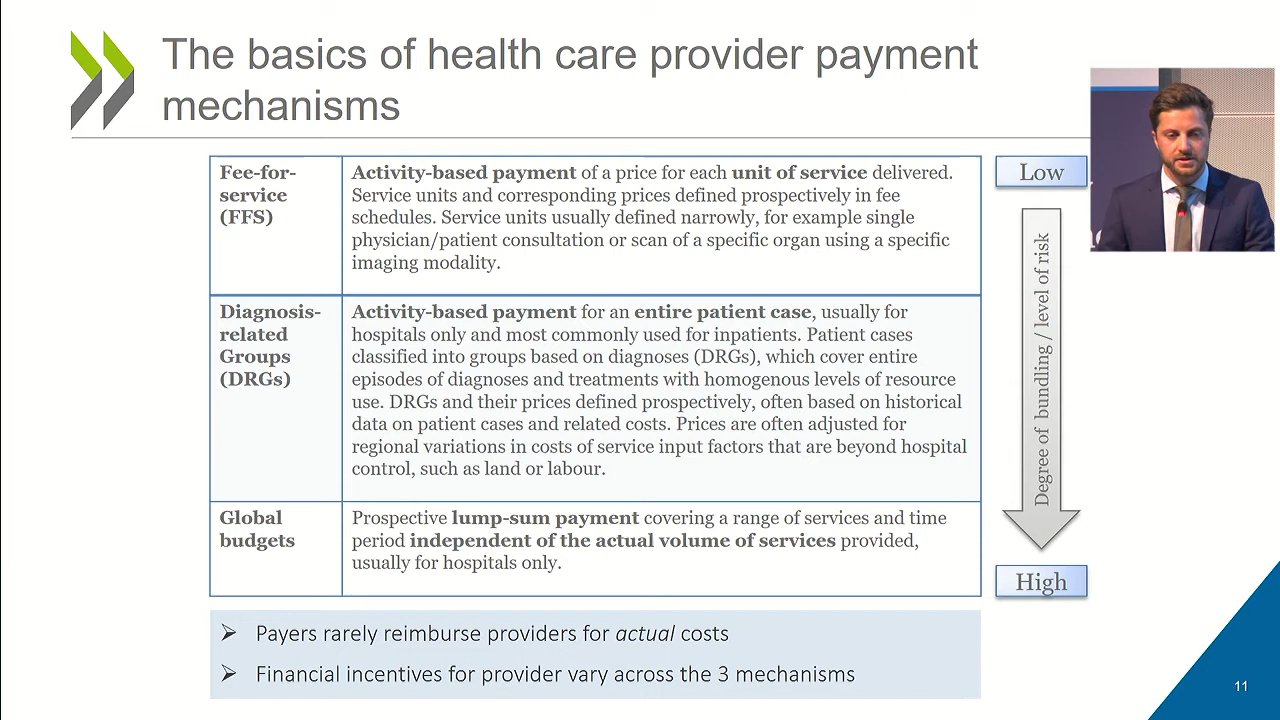 The basics of health care provider payment
mechanisms
Fee-for-
service
(FFS)
Activity-based payment of a price for each unit of service delivered.
Service units and corresponding prices defined prospectively in fee
schedules. Service units usually defined narrowly, for example single
physician/patient consultation or scan of a specific organ using a specific
imaging modality.
Diagnosis-
related
Groups
(DRGs)
Activity-based payment for an entire patient case, usually for
hospitals only and most commonly used for inpatients. Patient cases
classified into groups based on diagnoses (DRGs), which cover entire
episodes of diagnoses and treatments with homogenous levels of resource
use. DRGs and their prices defined prospectively, often based on historical
data on patient cases and related costs. Prices are often adjusted for
regional variations in costs of service input factors that are beyond hospital
control, such as land or labour.
Global
budgets
Prospective lump-sum payment covering a range of services and time
period independent of the actual volume of services provided,
usually for hospitals only.
Low
Degree of bundling / level of risk
High
➢ Payers rarely reimburse providers for actual costs
➢ Financial incentives for provider vary across the 3 mechanisms
11